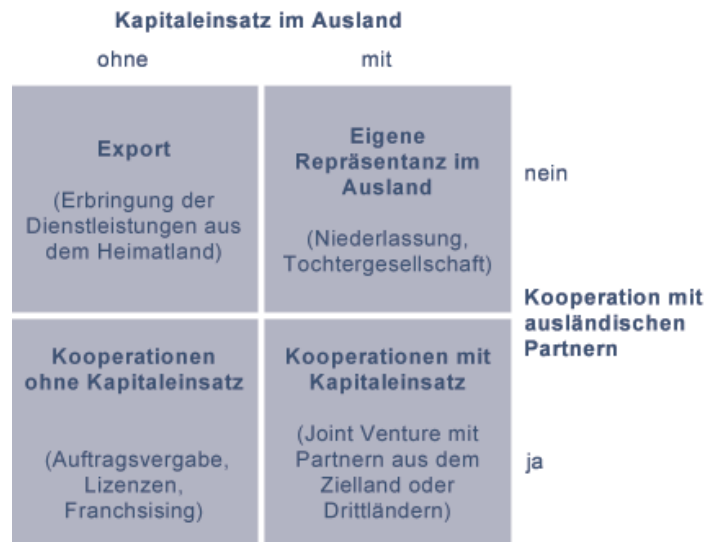 Kapitaleinsatz im Ausland
ohne
mit
Export
(Erbringung der
Dienstleistungen aus
dem Heimatland)
Eigene
Repräsentanz im
Ausland
(Niederlassung,
Tochtergesellschaft)
nein
Kooperation mit
ausländischen
Partnern
Kooperationen
ohne Kapitaleinsatz
(Auftragsvergabe,
Lizenzen,
Franchsising)
Kooperationen mit
Kapitaleinsatz
(Joint Venture mit
Partnern aus dem
Zielland oder
Drittländern)
ja